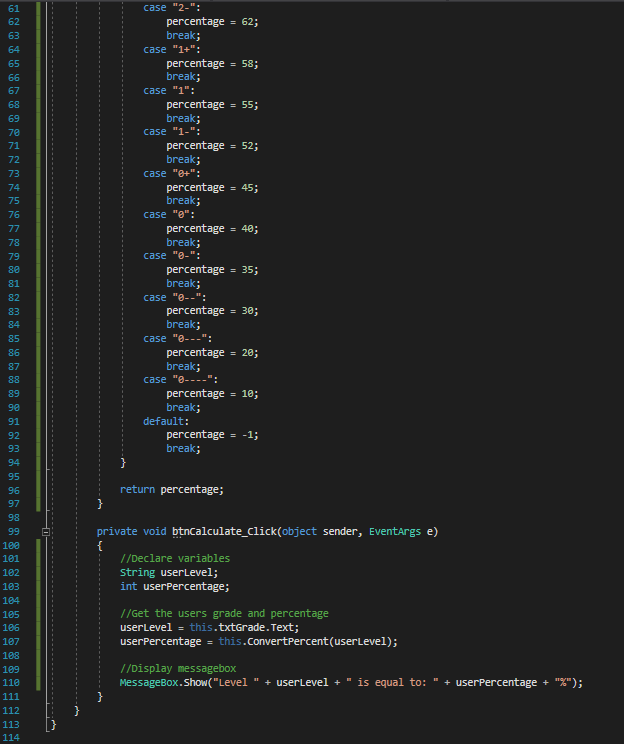 61 case "2-":
62 percentage = 62;
63 break;
64 case "1+":
65 percentage = 58;
66 break;
67 case "1":
68 percentage = 55;
69 break;
70 case "1-":
71 percentage = 52;
72 break;
73 case "0+":
74 percentage = 45;
75 break;
76 case "0":
77 percentage = 40;
78 break;
79 case "0-":
80 percentage = 35;
81 break;
82 case "0--":
83 percentage = 30;
84 break;
85 case "0---":
86 percentage = 20;
87 break;
88 case "0----":
89 percentage = 10;
90 break;
91 default:
92 percentage = -1;
93 break;
94 }
95
96 return percentage;
97 }
98
99 private void btnCalculate_Click(object sender, EventArgs e)
100 {
101 //Declare variables
102 String userLevel;
103 int userPercentage;
104
105 //Get the users grade and percentage
106 userLevel = this.txtGrade.Text;
107 userPercentage = this.ConvertPercent(userLevel);
108
109 //Display messagebox
110 MessageBox.Show("Level " + userLevel + " is equal to: " + userPercentage + "%");
111 }
112 }
113 }
114